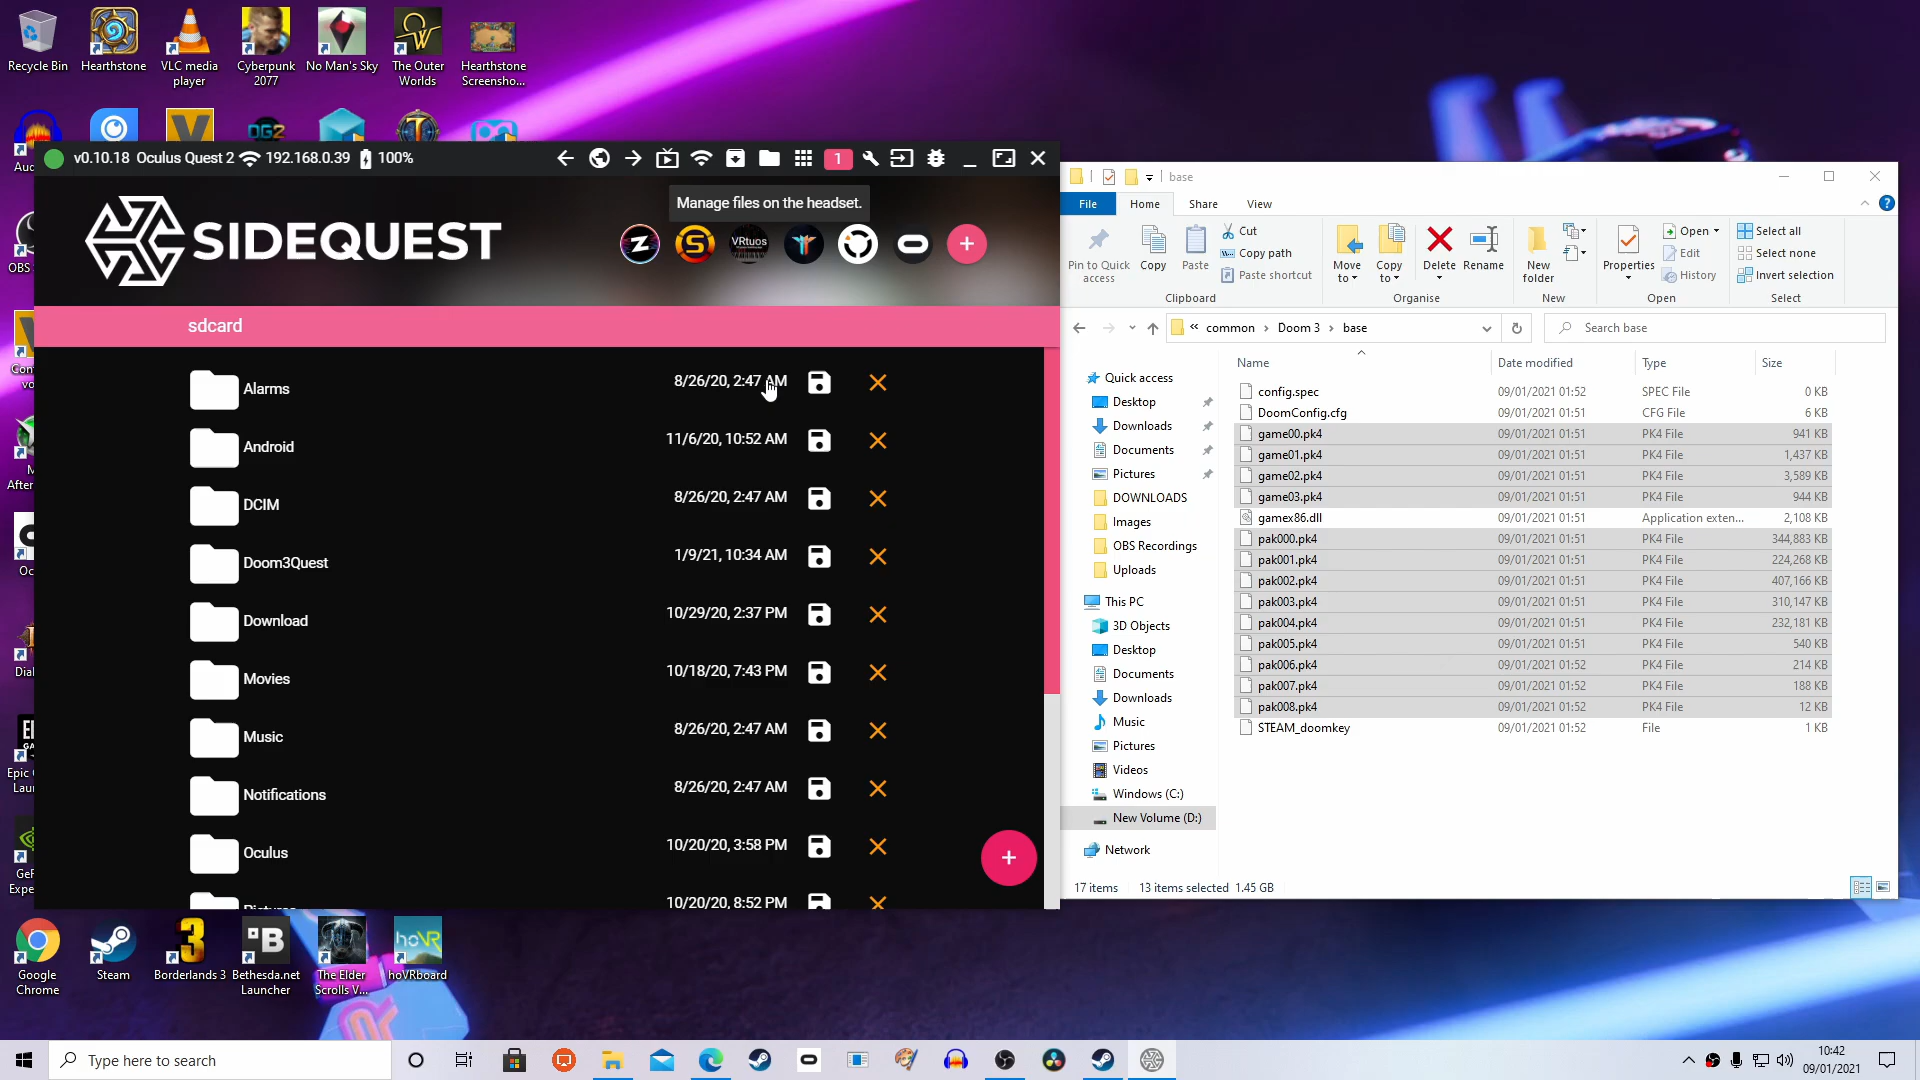 Recycle Bin
Hearthstone
VLC media
player
Cyberpunk
2077
No Man's Sky
The Outer
Worlds
Hearthstone
Screensho...
v0.10.18 Oculus Quest 2 192.168.0.39 100%
1
Manage files on the headset.
SIDEQUEST
VRtuos
sdcard
Alarms 8/26/20, 2:47 AM
Android 11/6/20, 10:52 AM
DCIM 8/26/20, 2:47 AM
Doom3Quest 1/9/21, 10:34 AM
Download 10/29/20, 2:37 PM
Movies 10/18/20, 7:43 PM
Music 8/26/20, 2:47 AM
Notifications 8/26/20, 2:47 AM
Oculus 10/20/20, 3:58 PM
Pictures 10/20/20, 8:52 PM
base
File Home Share View
Pin to Quick
access
Copy
Paste
Cut
Copy path
Paste shortcut
Clipboard
Move
to
Copy
to
Delete
Rename
Organise
New
folder
New
Properties
Open
Edit
History
Open
Select all
Select none
Invert selection
Select
« common › Doom 3 › base
Search base
Quick access
Desktop
Downloads
Documents
Pictures
DOWNLOADS
Images
OBS Recordings
Uploads
This PC
3D Objects
Desktop
Documents
Downloads
Music
Pictures
Videos
Windows (C:)
New Volume (D:)
Network
Name Date modified Type Size
config.spec 09/01/2021 01:52 SPEC File 0 KB
DoomConfig.cfg 09/01/2021 01:51 CFG File 6 KB
game00.pk4 09/01/2021 01:51 PK4 File 941 KB
game01.pk4 09/01/2021 01:51 PK4 File 1,437 KB
game02.pk4 09/01/2021 01:51 PK4 File 3,589 KB
game03.pk4 09/01/2021 01:51 PK4 File 944 KB
gamex86.dll 09/01/2021 01:51 Application exten... 2,108 KB
pak000.pk4 09/01/2021 01:51 PK4 File 344,883 KB
pak001.pk4 09/01/2021 01:51 PK4 File 224,268 KB
pak002.pk4 09/01/2021 01:51 PK4 File 407,166 KB
pak003.pk4 09/01/2021 01:51 PK4 File 310,147 KB
pak004.pk4 09/01/2021 01:51 PK4 File 232,181 KB
pak005.pk4 09/01/2021 01:51 PK4 File 540 KB
pak006.pk4 09/01/2021 01:52 PK4 File 214 KB
pak007.pk4 09/01/2021 01:52 PK4 File 188 KB
pak008.pk4 09/01/2021 01:52 PK4 File 12 KB
STEAM_doomkey 09/01/2021 01:52 File 1 KB
17 items 13 items selected 1.45 GB
Google
Chrome
Steam
Borderlands 3
Bethesda.net
Launcher
The Elder
Scrolls V...
hoVRboard
Type here to search
10:42
09/01/2021